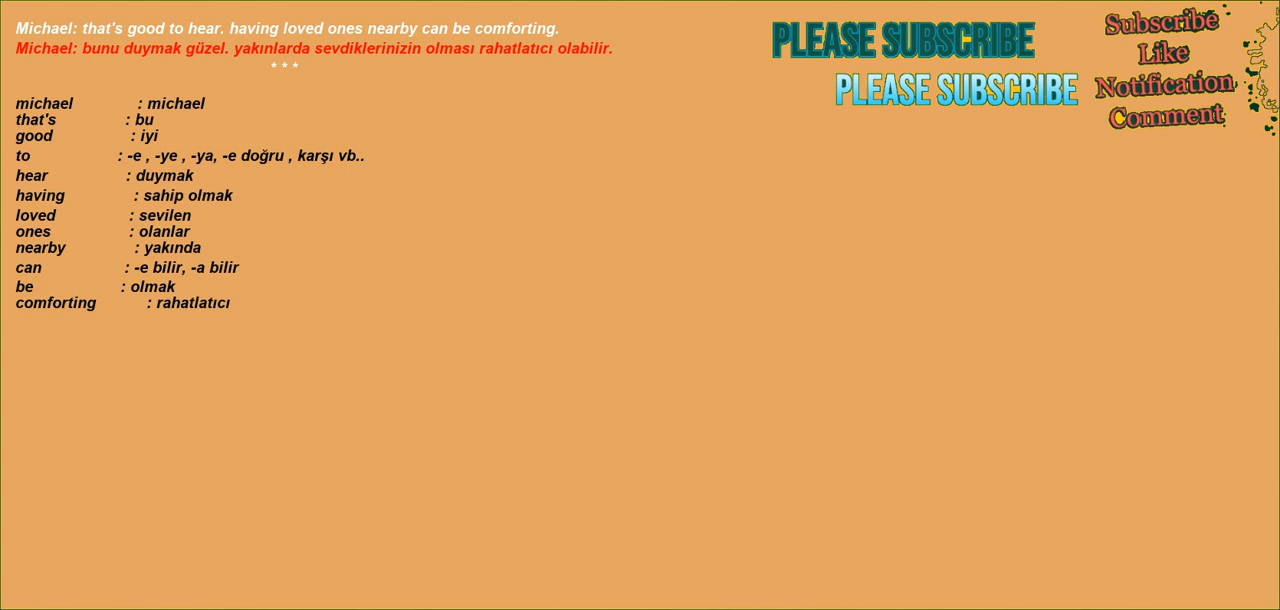 Michael: that's good to hear. having loved ones nearby can be comforting.
Michael: bunu duymak güzel. yakınlarda sevdiklerinizin olması rahatlatıcı olabilir.
* * *
michael : michael
that's : bu
good : iyi
to : -e , -ye , -ya, -e doğru , karşı vb..
hear : duymak
having : sahip olmak
loved : sevilen
ones : olanlar
nearby : yakında
can : -e bilir, -a bilir
be : olmak
comforting : rahatlatıcı
PLEASE SUBSCRIBE
PLEASE SUBSCRIBE
Subscribe
Like
Notification
Comment